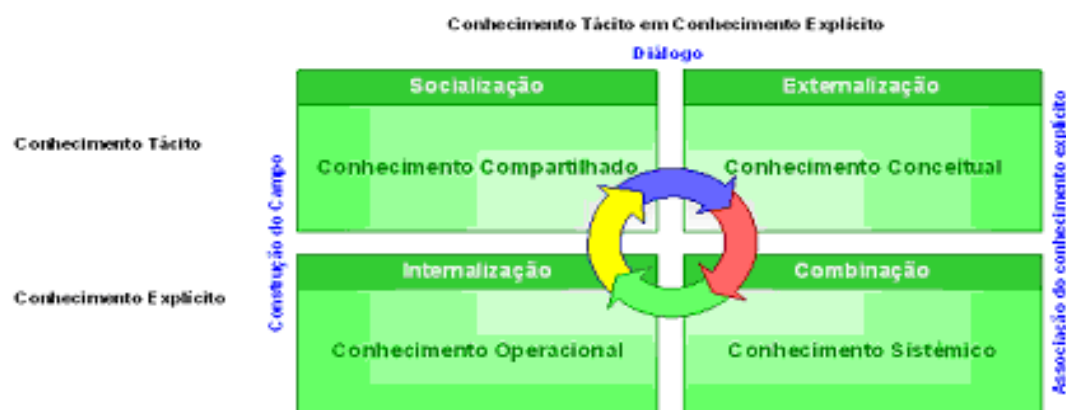 Conhecimento Tácito em Conhecimento Explícito
Diálogo
Socialização
Externalização
Conhecimento Tácito
Conhecimento Compartilhado
Conhecimento Conceitual
Construção do Campo
Associação do conhecimento explícito
Internalização
Combinação
Conhecimento Explícito
Conhecimento Operacional
Conhecimento Sistêmico